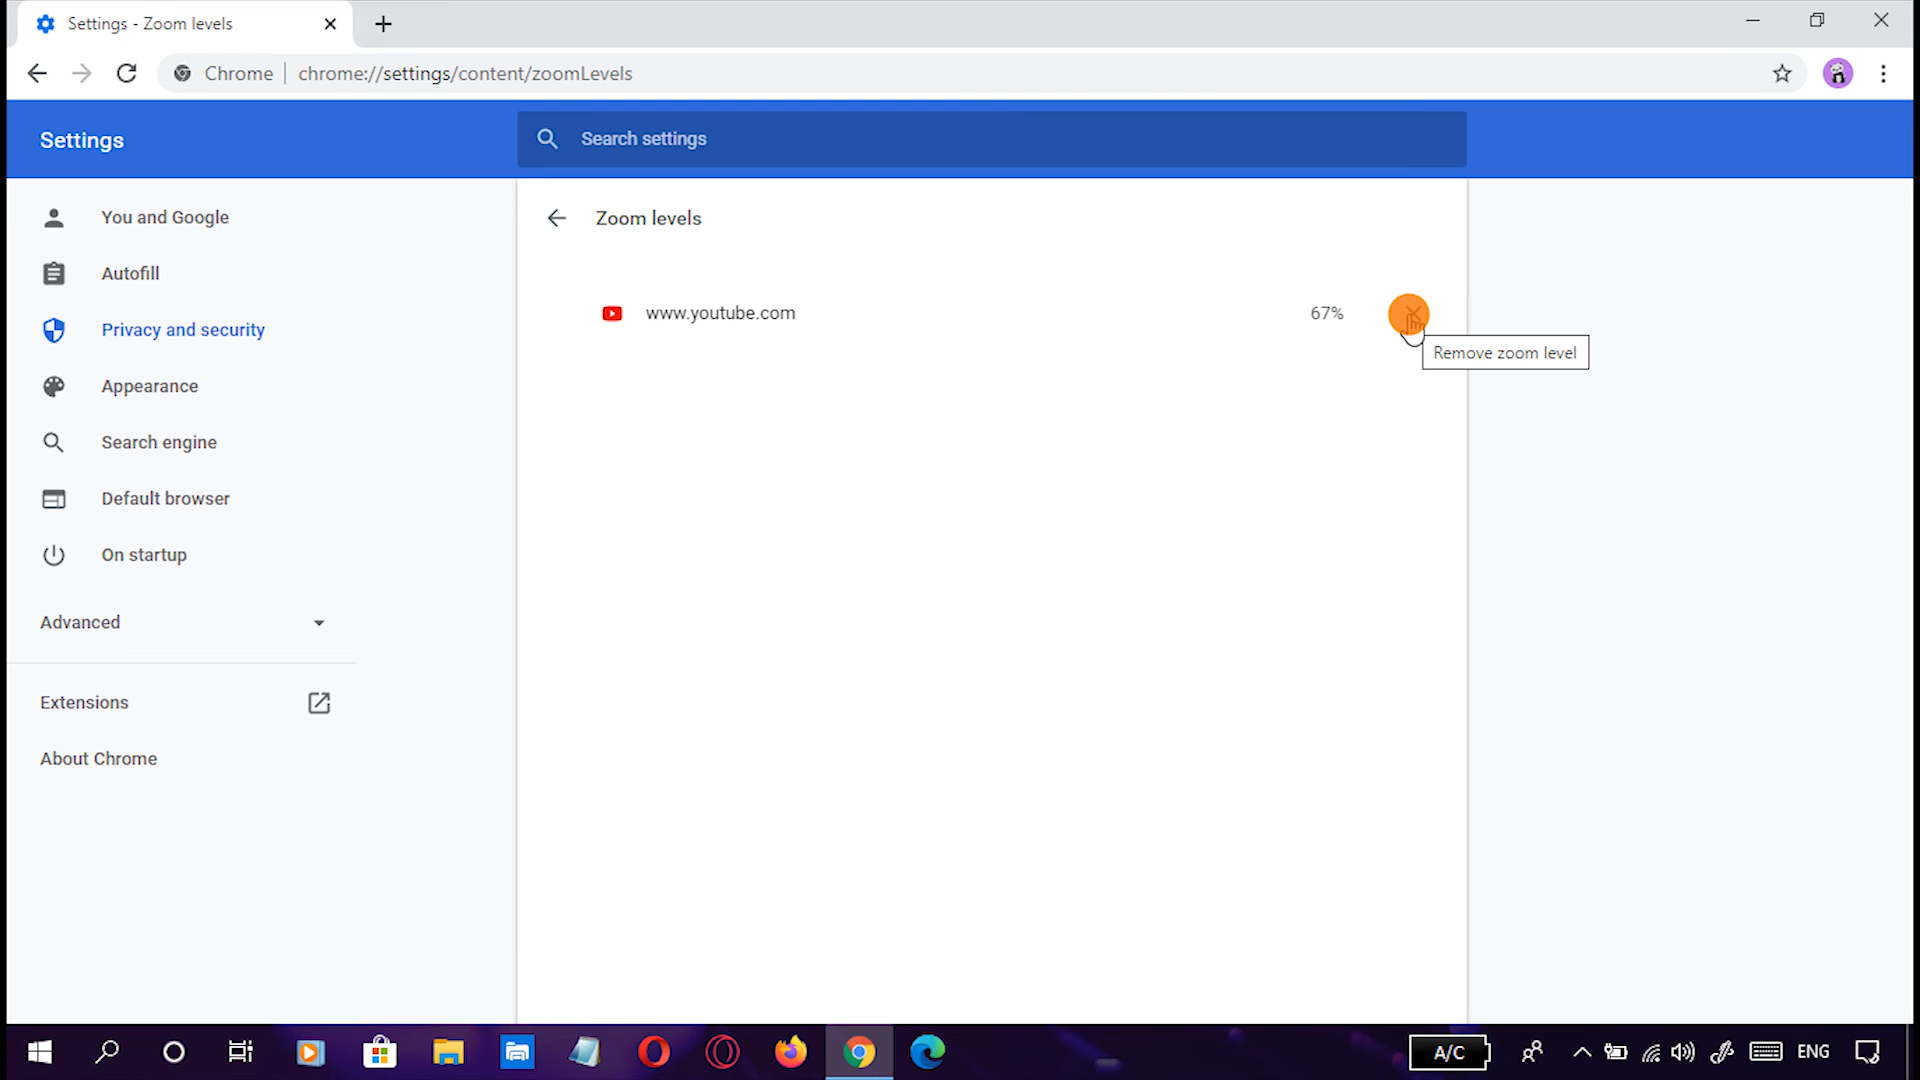 Settings - Zoom levels
Chrome
chrome://settings/content/zoomLevels
Settings
Search settings
You and Google
Autofill
Privacy and security
Appearance
Search engine
Default browser
On startup
Advanced
Extensions
About Chrome
Zoom levels
www.youtube.com 67%
Remove zoom level
A/C
ENG